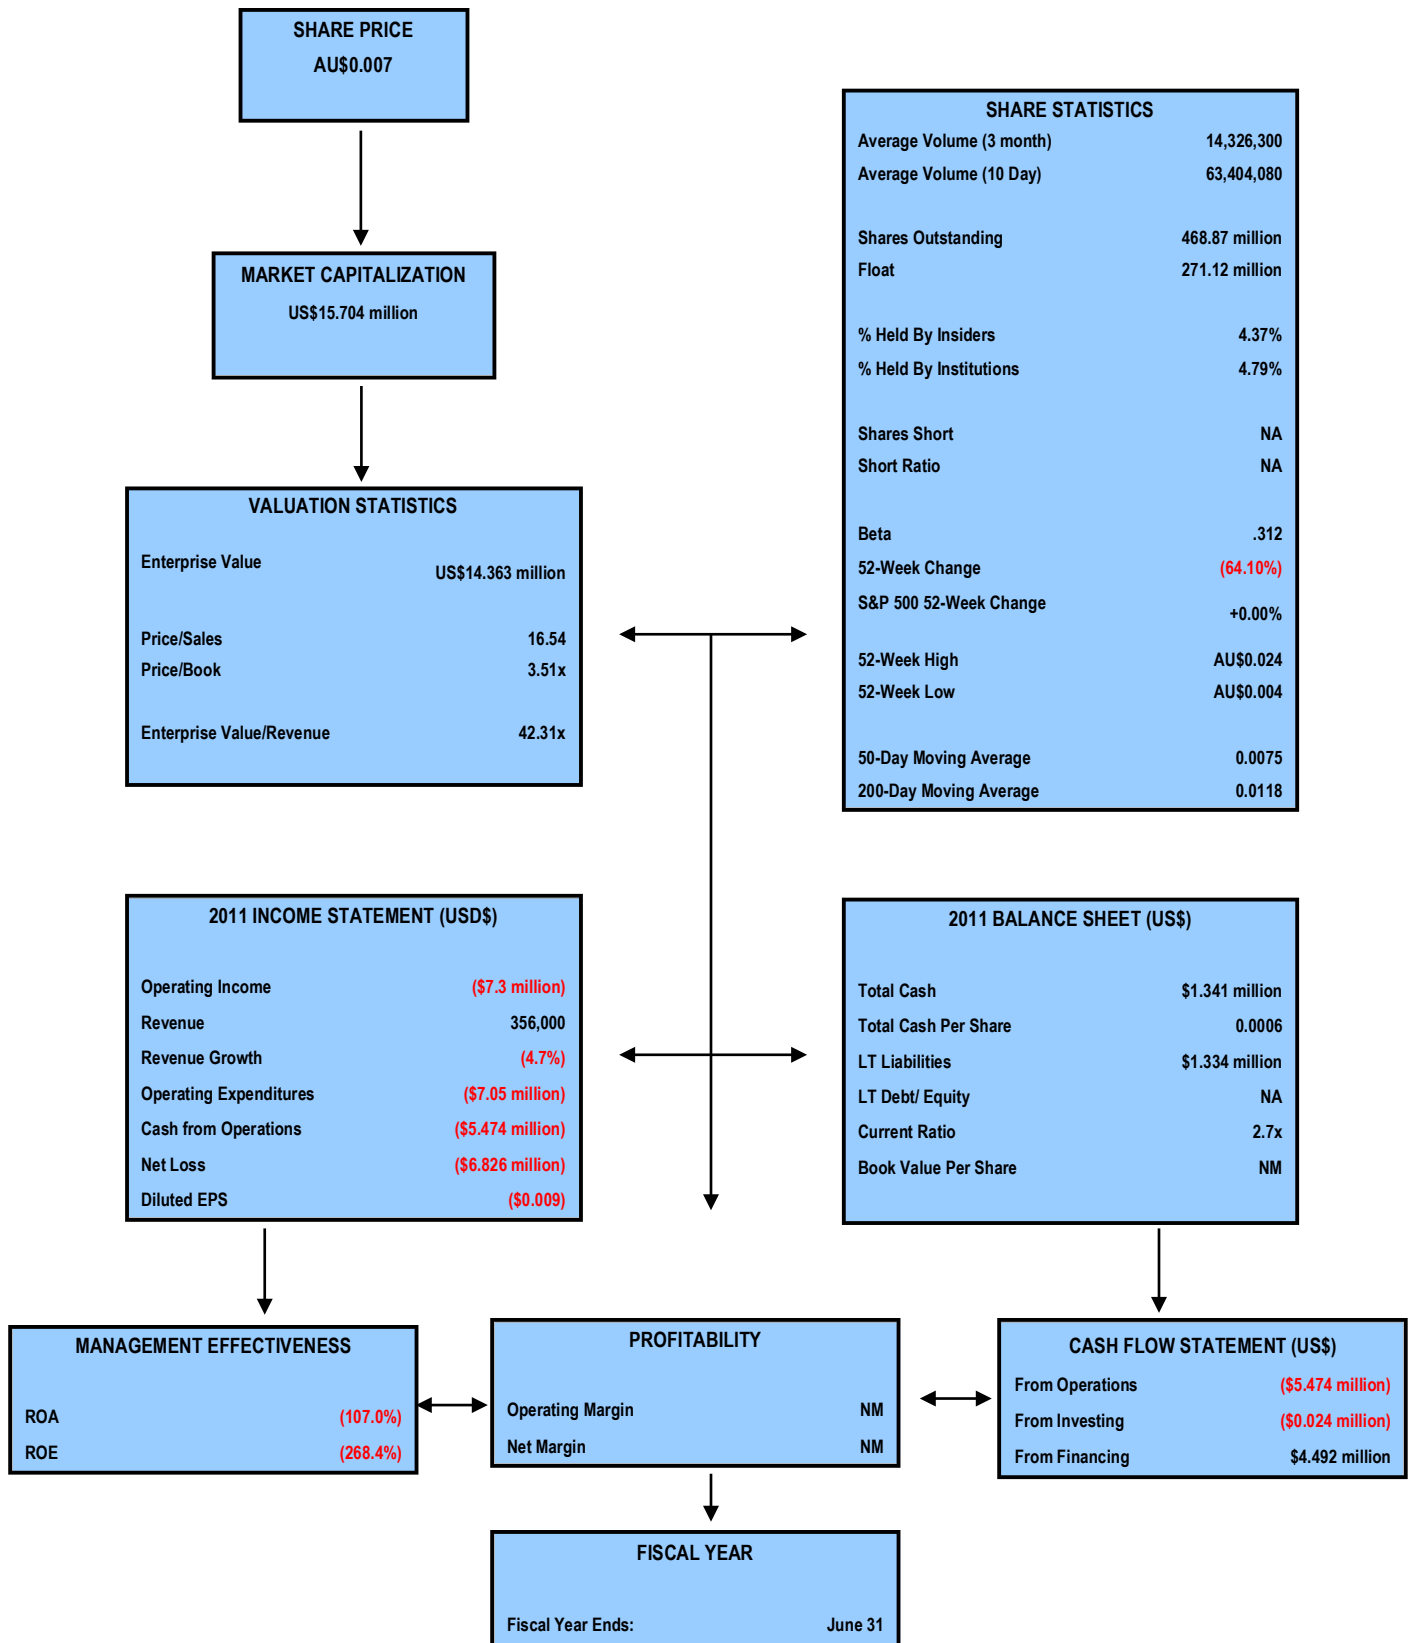 SHARE PRICE
AU$0.007
MARKET CAPITALIZATION
US$15.704 million
VALUATION STATISTICS
Enterprise Value US$14.363 million
Price/Sales 16.54
Price/Book 3.51x
Enterprise Value/Revenue 42.31x
SHARE STATISTICS
Average Volume (3 month) 14,326,300
Average Volume (10 Day) 63,404,080
Shares Outstanding 468.87 million
Float 271.12 million
% Held By Insiders 4.37%
% Held By Institutions 4.79%
Shares Short NA
Short Ratio NA
Beta .312
52-Week Change (64.10%)
S&P 500 52-Week Change +0.00%
52-Week High AU$0.024
52-Week Low AU$0.004
50-Day Moving Average 0.0075
200-Day Moving Average 0.0118
2011 INCOME STATEMENT (USD$)
Operating Income ($7.3 million)
Revenue 356,000
Revenue Growth (4.7%)
Operating Expenditures ($7.05 million)
Cash from Operations ($5.474 million)
Net Loss ($6.826 million)
Diluted EPS ($0.009)
2011 BALANCE SHEET (US$)
Total Cash $1.341 million
Total Cash Per Share 0.0006
LT Liabilities $1.334 million
LT Debt/ Equity NA
Current Ratio 2.7x
Book Value Per Share NM
MANAGEMENT EFFECTIVENESS
ROA (107.0%)
ROE (268.4%)
PROFITABILITY
Operating Margin NM
Net Margin NM
CASH FLOW STATEMENT (US$)
From Operations ($5.474 million)
From Investing ($0.024 million)
From Financing $4.492 million
FISCAL YEAR
Fiscal Year Ends: June 31